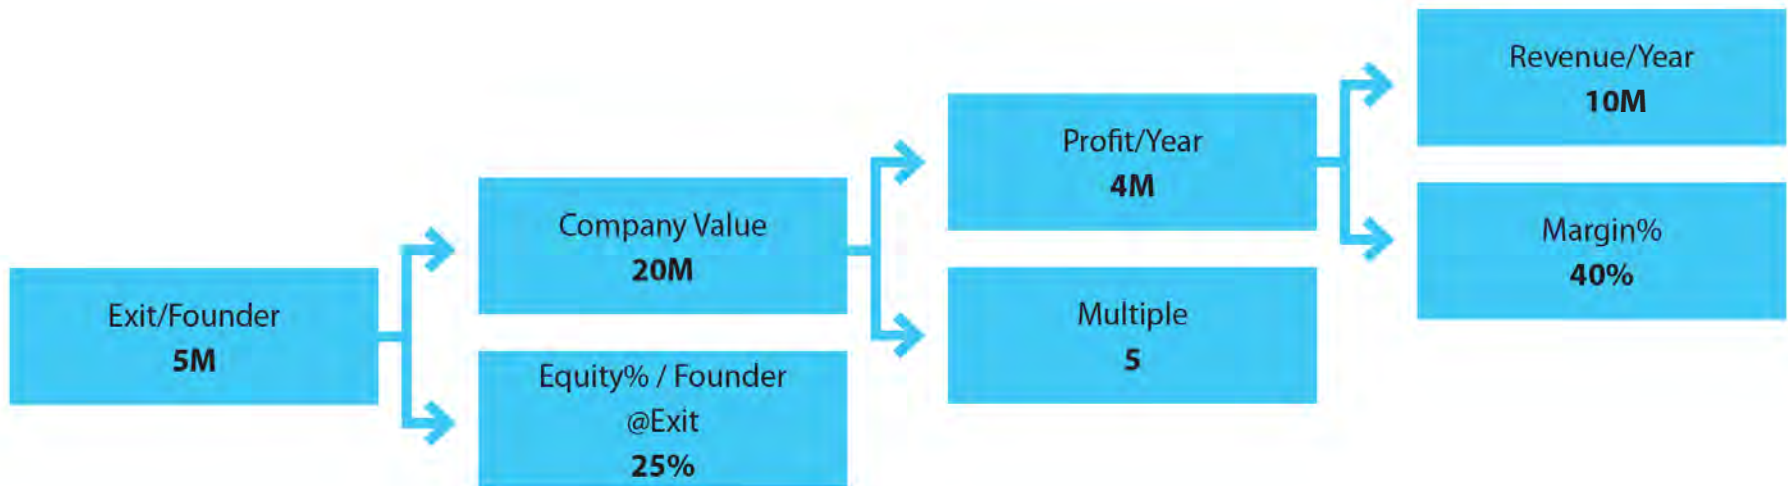 Exit/Founder
5M
Company Value
20M
Equity% / Founder
@Exit
25%
Profit/Year
4M
Multiple
5
Revenue/Year
10M
Margin%
40%